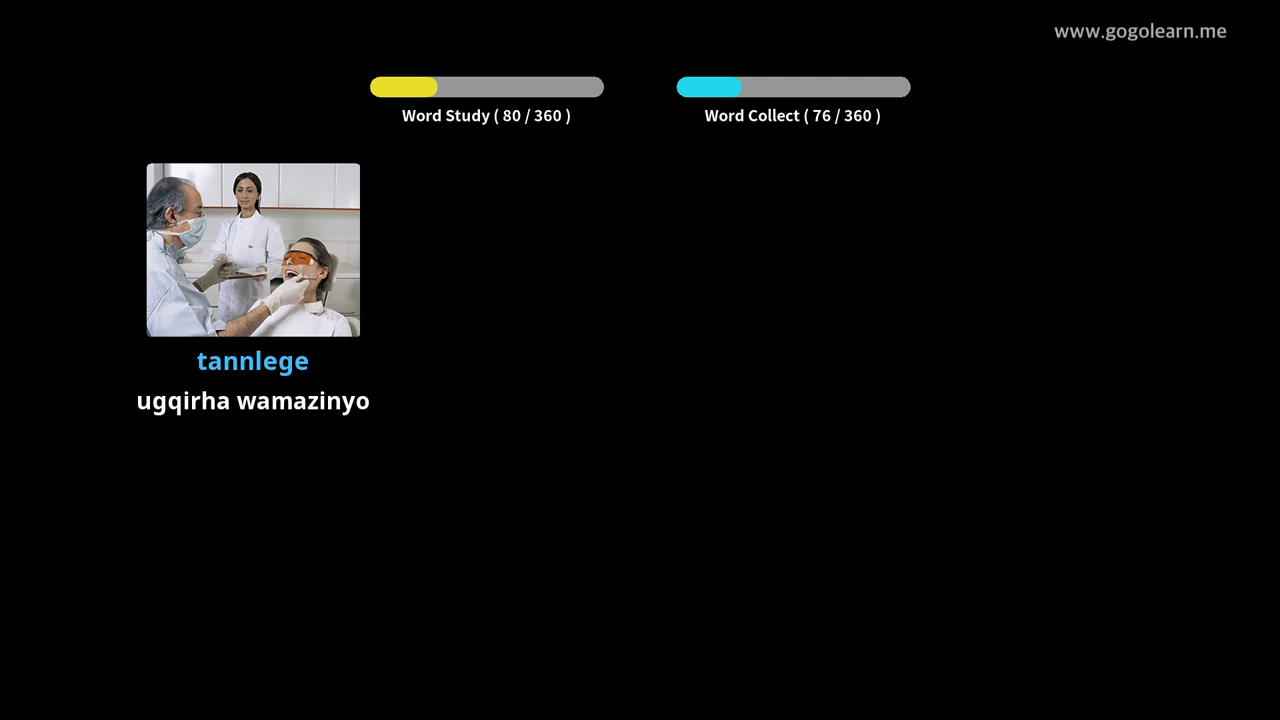 www.gogolearn.me
Word Study ( 80 / 360 )
Word Collect ( 76 / 360 )
tannlege
ugqirha wamazinyo